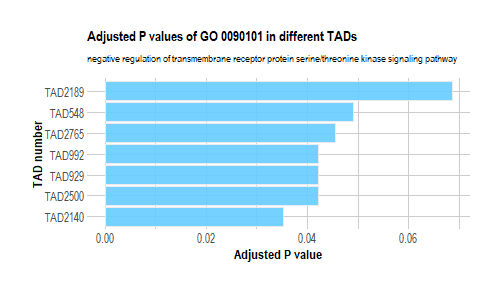 Adjusted P values of GO 0090101 in different TADs
negative regulation of transmembrane receptor protein serine/threonine kinase signaling pathway
TAD number
TAD2189
TAD548
TAD2765
TAD992
TAD929
TAD2500
TAD2140
0.00 0.02 0.04 0.06
Adjusted P value